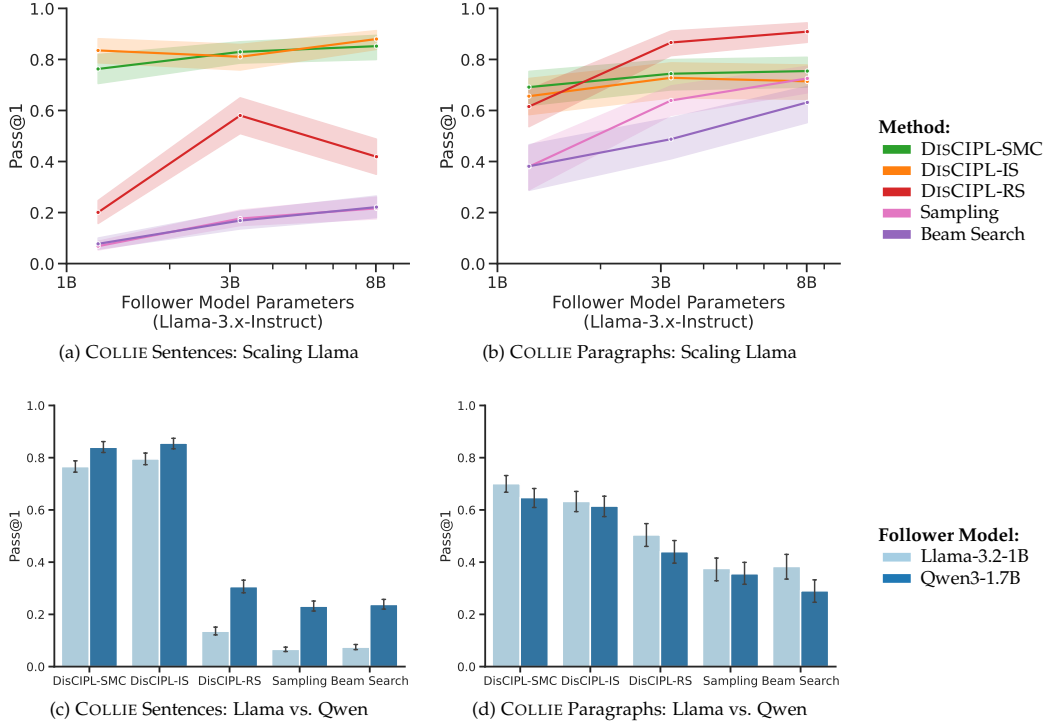 1.0
0.8
0.6
0.4
0.2
0.0
Pass@1
1B
3B
8B
Follower Model Parameters
(Llama-3.x-Instruct)
(a) COLLIE Sentences: Scaling Llama
1.0
0.8
0.6
0.4
0.2
0.0
Pass@1
1B
3B
8B
Follower Model Parameters
(Llama-3.x-Instruct)
(b) COLLIE Paragraphs: Scaling Llama
Method:
DISCIPL-SMC
DISCIPL-IS
DISCIPL-RS
Sampling
Beam Search
1.0
0.8
0.6
0.4
0.2
0.0
Pass@1
DisCIPL-SMC
DisCIPL-IS
DisCIPL-RS
Sampling
Beam Search
(c) COLLIE Sentences: Llama vs. Qwen
1.0
0.8
0.6
0.4
0.2
0.0
Pass@1
DisCIPL-SMC
DisCIPL-IS
DisCIPL-RS
Sampling
Beam Search
(d) COLLIE Paragraphs: Llama vs. Qwen
Follower Model:
Llama-3.2-1B
Qwen3-1.7B